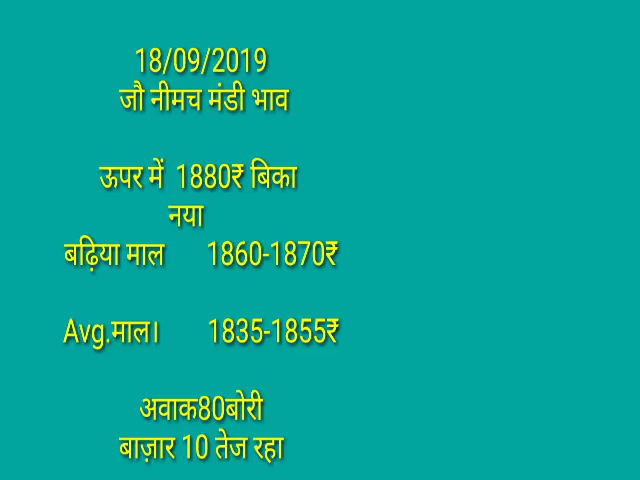 18/09/2019
जौ नीमच मंडी भाव
ऊपर में 1880₹ बिका
नया
बढ़िया माल 1860-1870₹
Avg.माल। 1835-1855₹
अवाक80बोरी
बाज़ार 10 तेज रहा